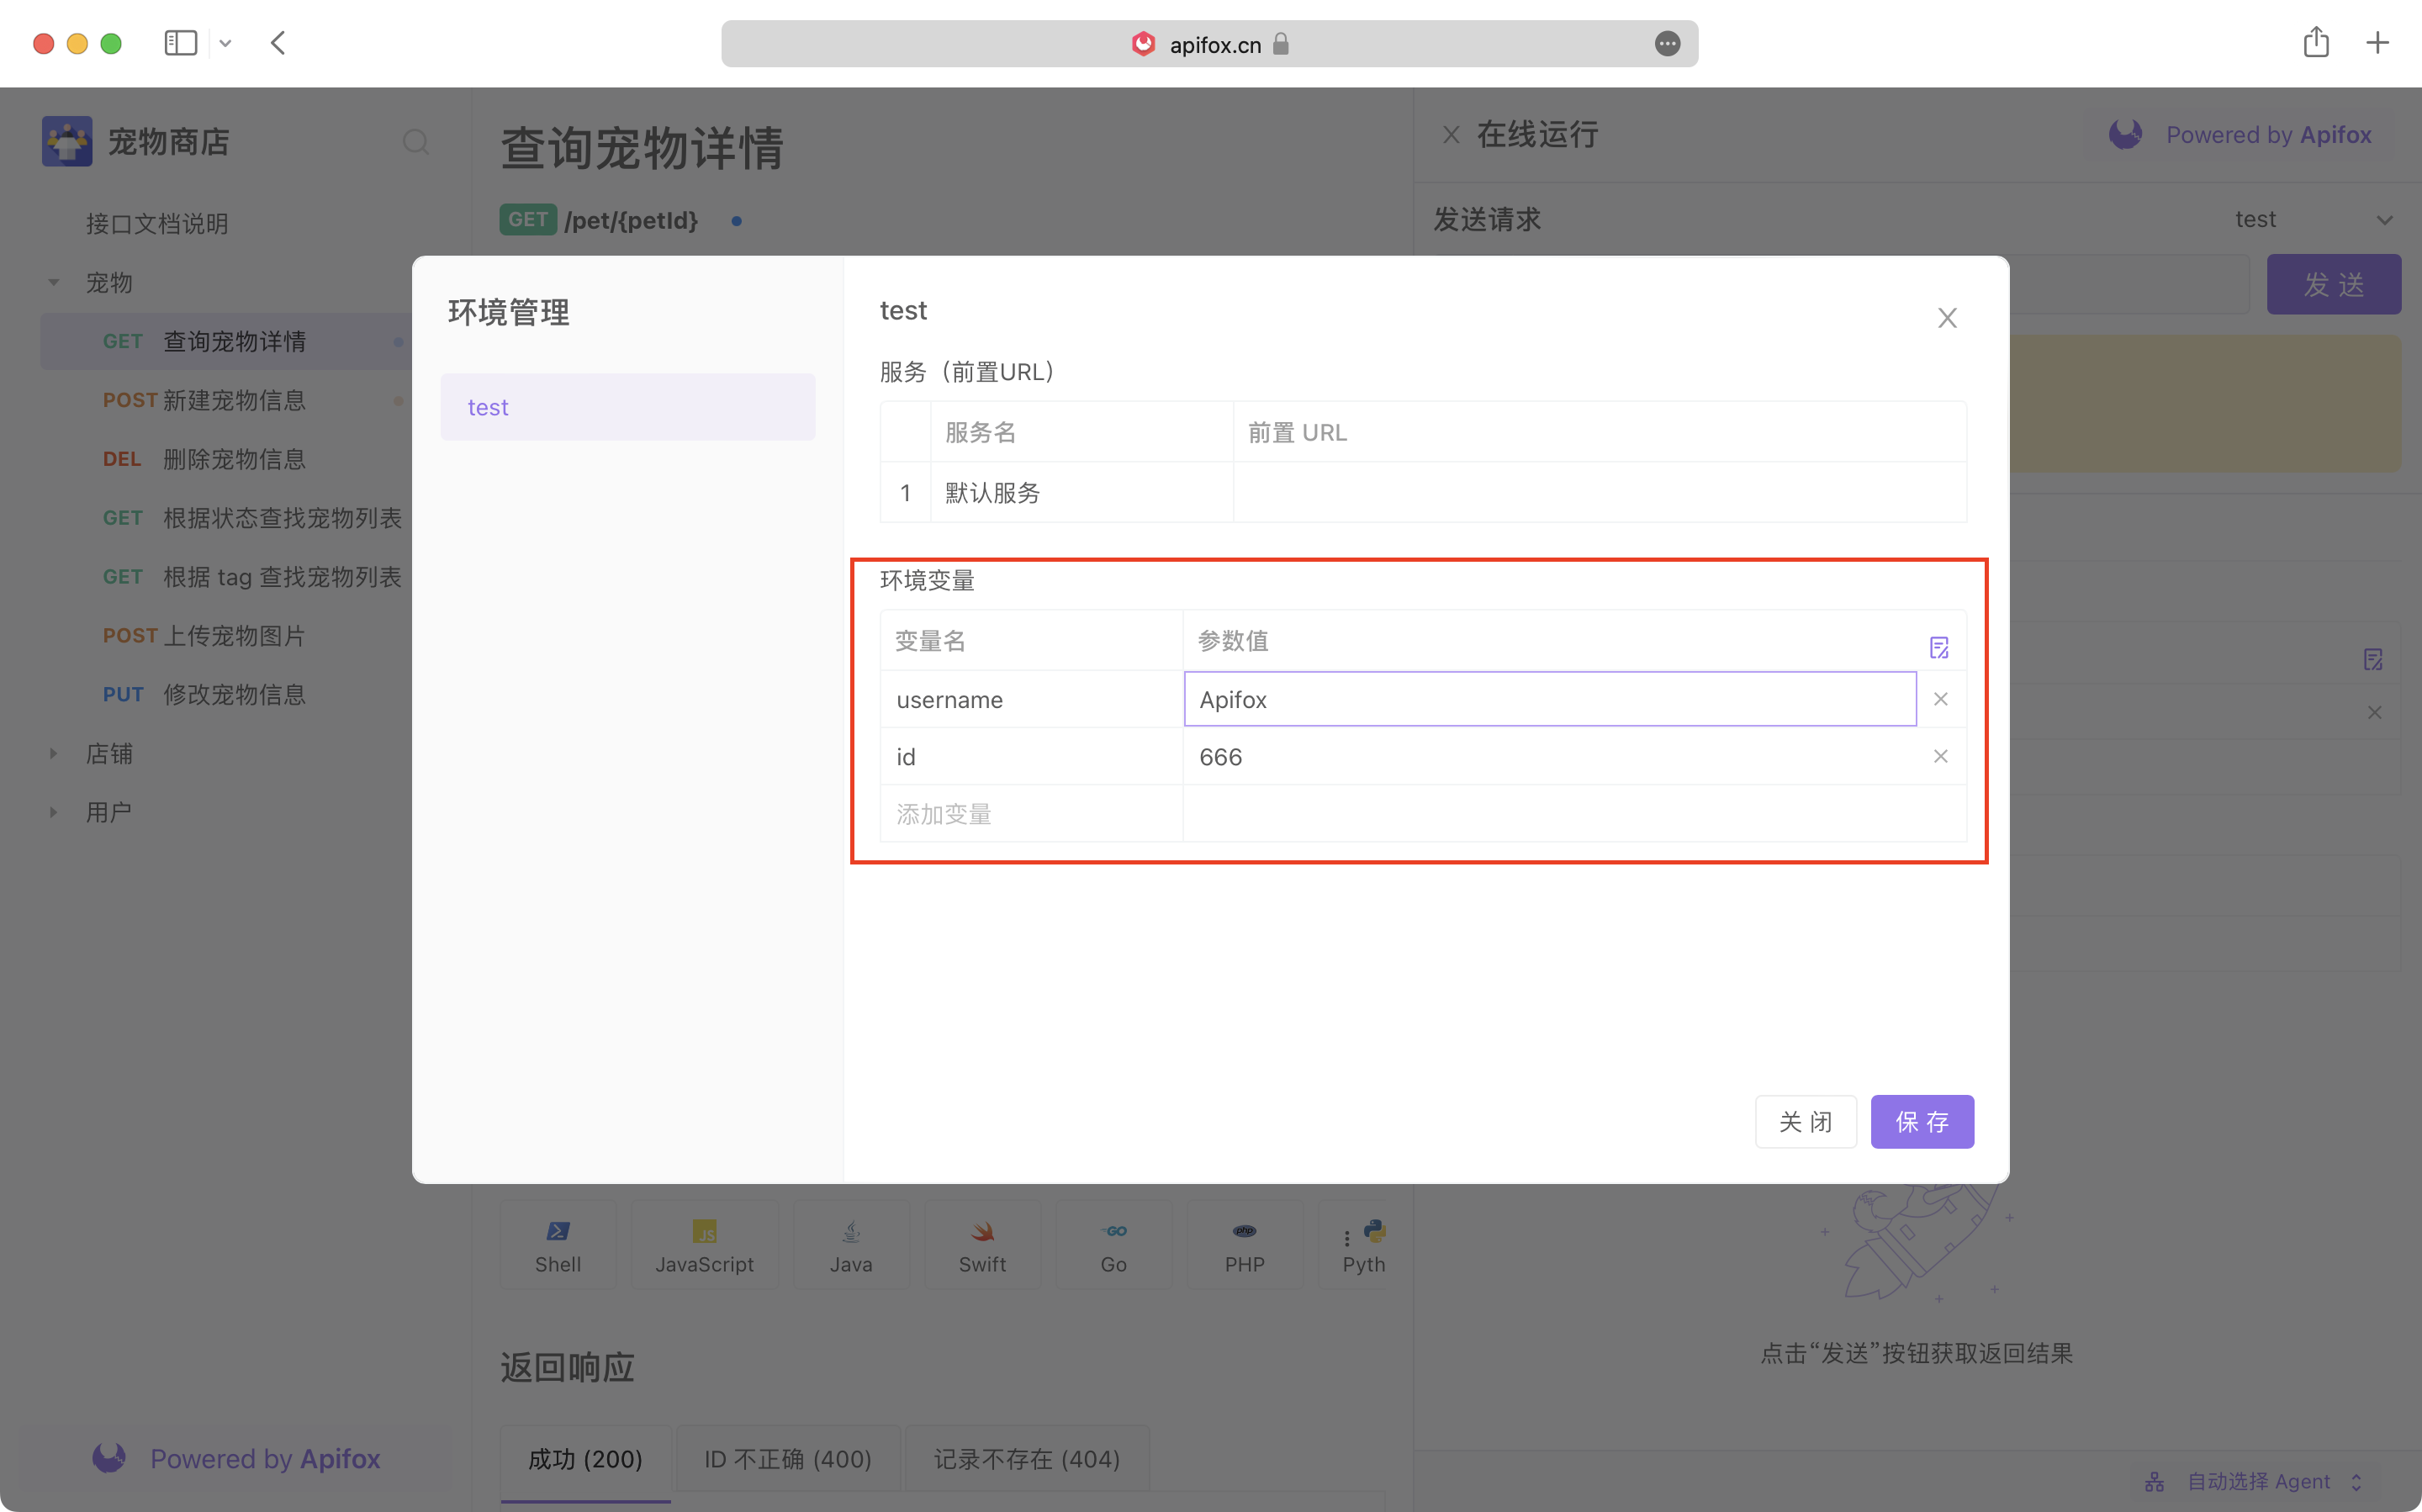 apifox.cn
宠物商店
接口文档说明
宠物
GET 查询宠物详情
POST 新建宠物信息
DEL 删除宠物信息
GET 根据状态查找宠物列表
GET 根据 tag 查找宠物列表
POST 上传宠物图片
PUT 修改宠物信息
店铺
用户
Powered by Apifox
查询宠物详情
GET /pet/{petId}
在线运行
Powered by Apifox
发送请求
test
发 送
环境管理
test
test
服务（前置URL）
服务名 前置 URL
1 默认服务
环境变量
变量名 参数值
username Apifox
id 666
添加变量
关 闭 保 存
JS GO php
Shell JavaScript Java Swift Go PHP Pyth
返回响应
成功 (200) ID 不正确 (400) 记录不存在 (404)
点击“发送”按钮获取返回结果
自动选择 Agent